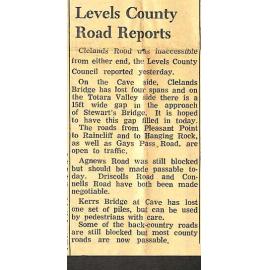 Levels County
Road Reports
Clelands Road was inaccessible
from either end, the Levels County
Council reported yesterday.
On the Cave side, Clelands
Bridge has lost four spans and on
the Totara Valley side there is a
15ft wide gap in the approach
of Stewart's Bridge. It is hoped
to have this gap filled in today.
The roads from Pleasant Point
to Raincliff and to Hanging Rock,
as well as Gays Pass Road, are
open to traffic.
Agnews Road was still blocked
but should be made passable to-
day. Driscolls Road and Con-
nells Road have both been made
negotiable.
Kerrs Bridge at Cave has lost
one set of piles, but can be used
by pedestrians with care.
Some of the back-country roads
are still blocked but most county
roads are now passable.